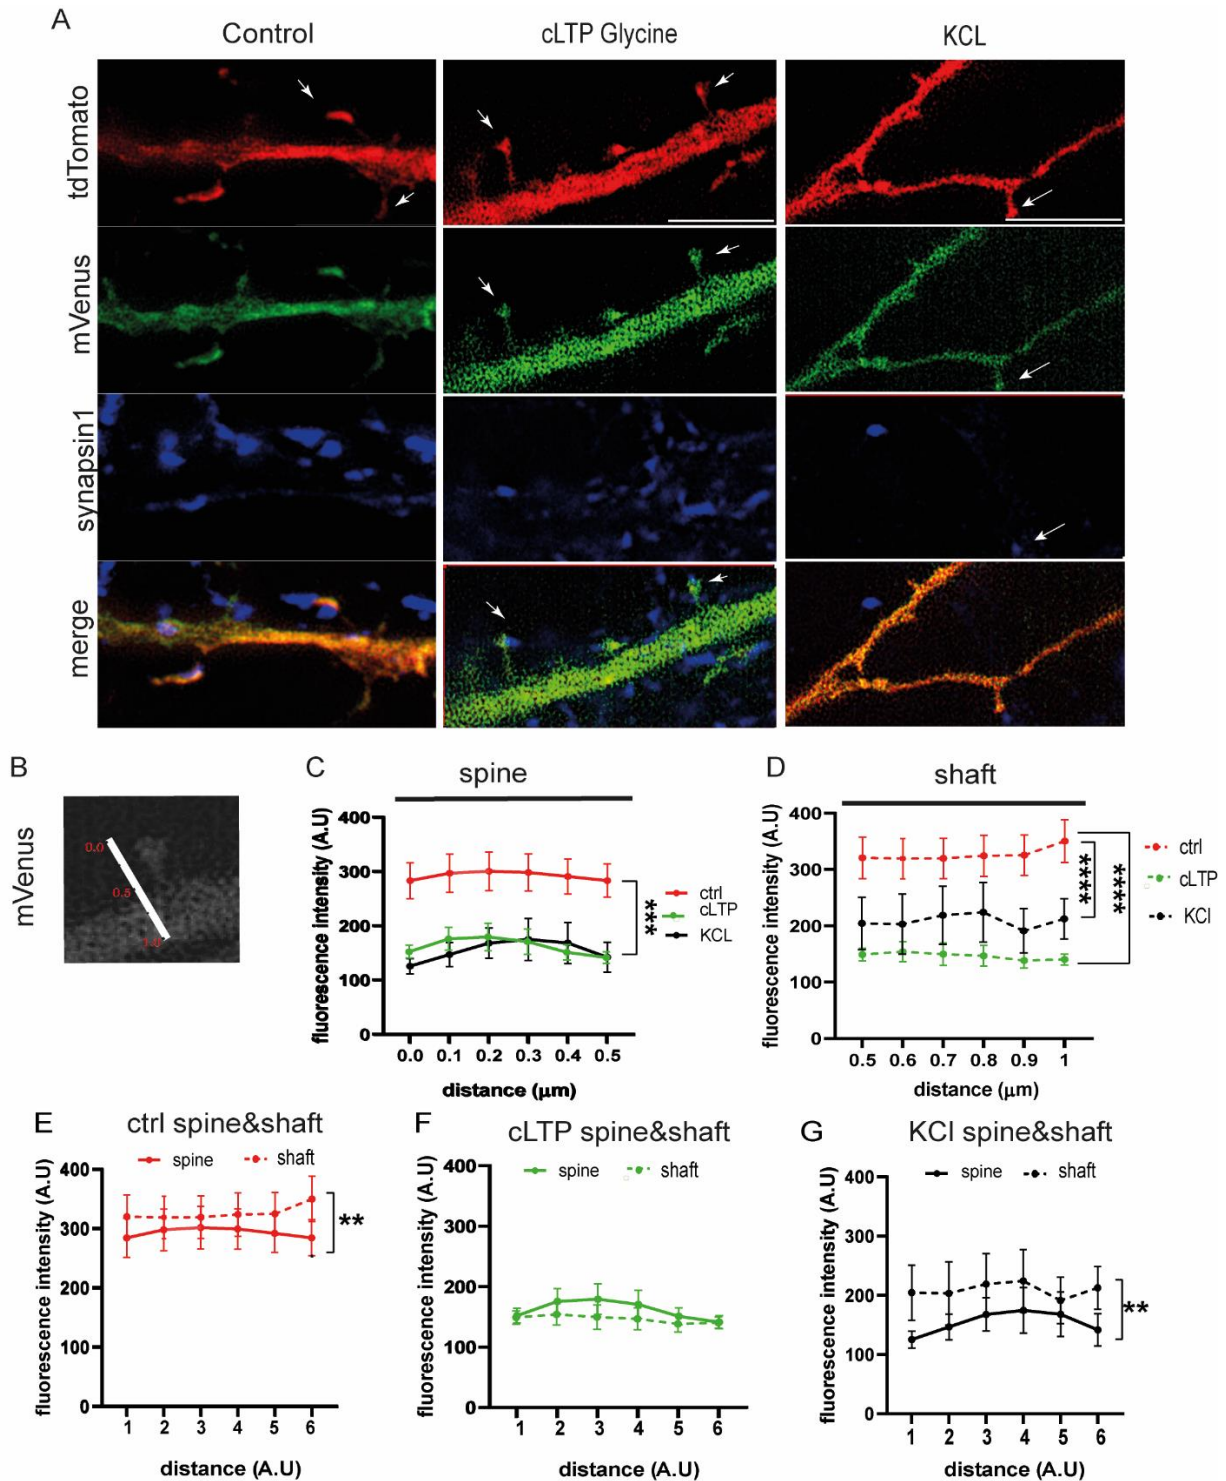 A
Control
cLTP Glycine
KCL
tdTomato
mVenus
synapsin1
merge
B
mVenus
0.0
0.5
1.0
C
spine
fluorescence intensity (A.U)
400
300
200
100
0
0.0 0.1 0.2 0.3 0.4 0.5
distance (μm)
***
ctrl
cLTP
KCL
D
shaft
fluorescence intensity (A.U)
400
300
200
100
0
0.5 0.6 0.7 0.8 0.9 1
distance (μm)
****
****
ctrl
cLTP
KCl
E
ctrl spine&shaft
spine shaft
fluorescence intensity (A.U)
400
300
200
100
0
1 2 3 4 5 6
distance (A.U)
**
F
cLTP spine&shaft
spine shaft
fluorescence intensity (A.U)
400
300
200
100
0
1 2 3 4 5 6
distance (A.U)
G
KCl spine&shaft
spine shaft
fluorescence intensity (A.U)
400
300
200
100
0
1 2 3 4 5 6
distance (A.U)
**